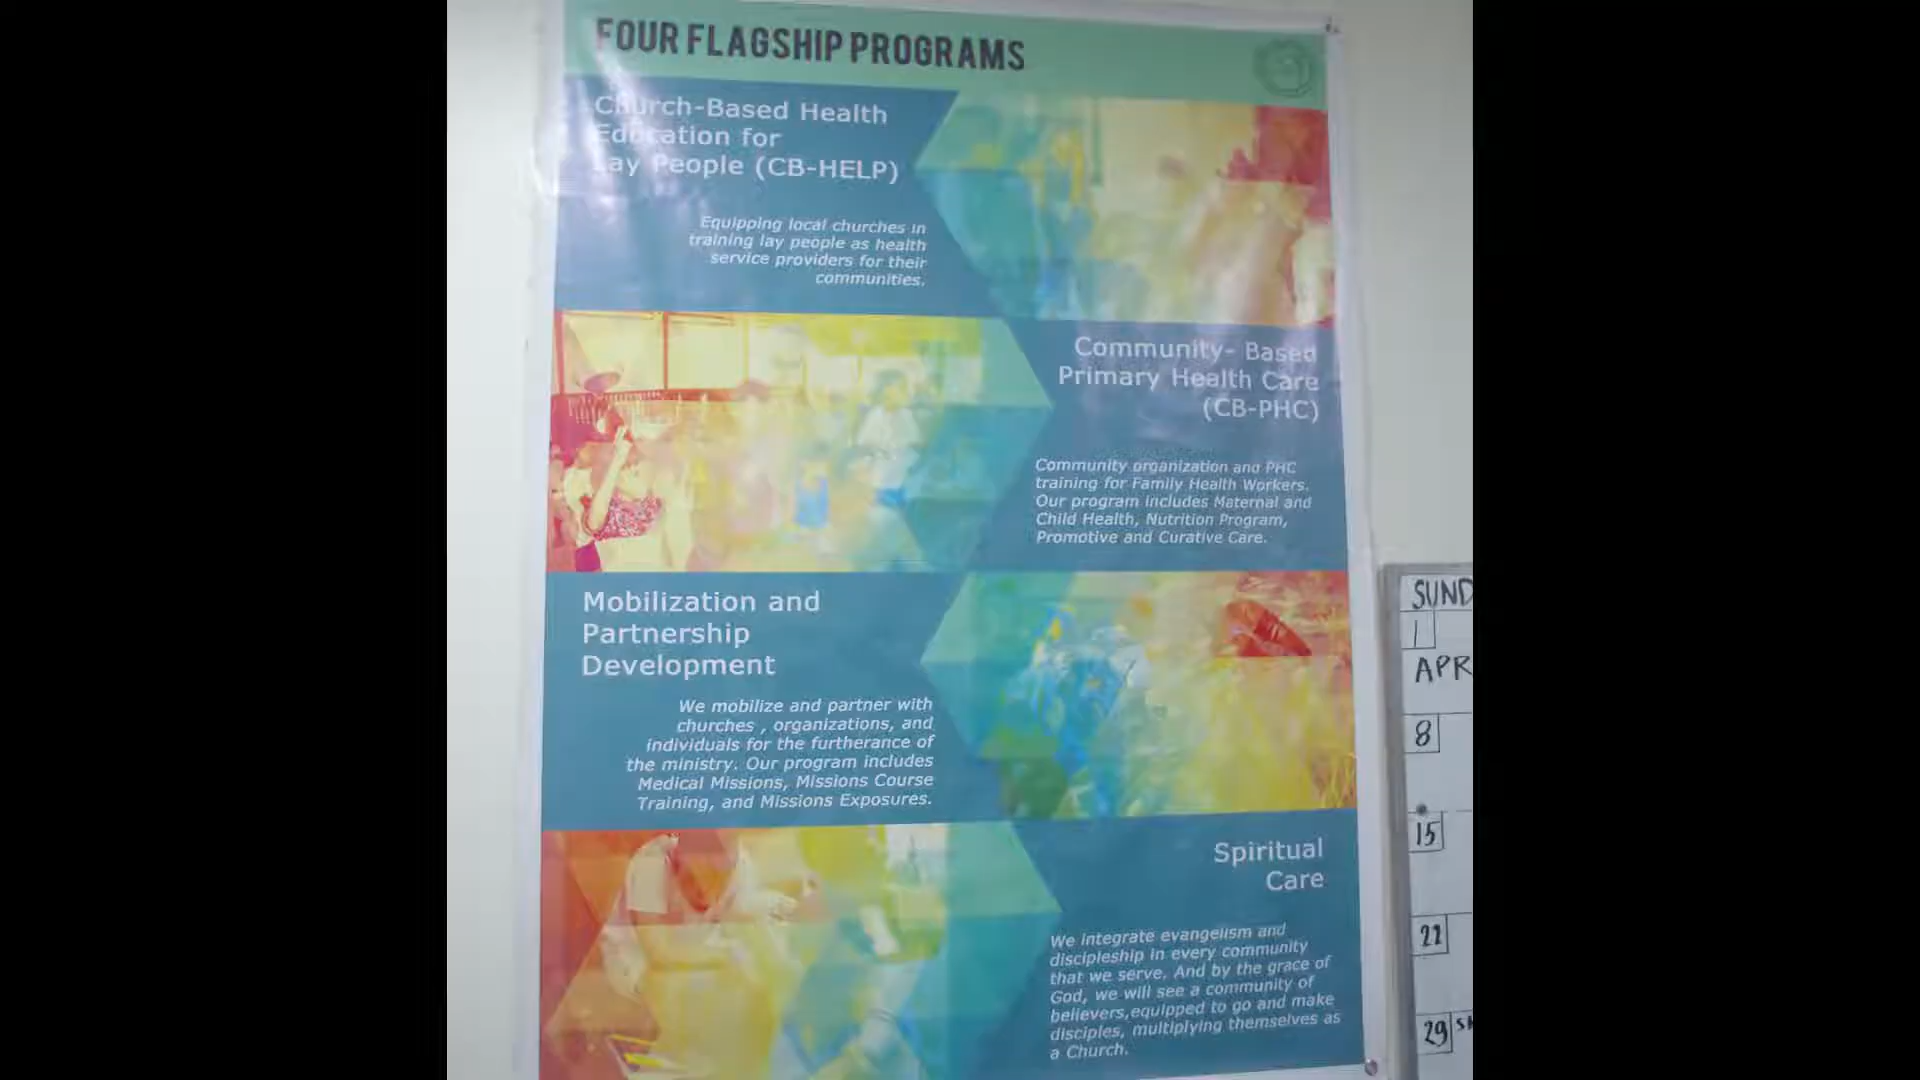 FOUR FLAGSHIP PROGRAMS
Church-Based Health
Education for
Lay People (CB-HELP)
Equipping local churches in
training lay people as health
service providers for their
communities.
Community- Based
Primary Health Care
(CB-PHC)
Community organization and PHC
training for Family Health Workers.
Our program includes Maternal and
Child Health, Nutrition Program,
Promotive and Curative Care.
Mobilization and
Partnership
Development
We mobilize and partner with
churches , organizations, and
individuals for the furtherance of
the ministry. Our program includes
Medical Missions, Missions Course
Training, and Missions Exposures.
Spiritual
Care
We integrate evangelism and
discipleship in every community
that we serve. And by the grace of
God, we will see a community of
believers,equipped to go and make
disciples, multiplying themselves as
a Church.
SUND
1
APR
8
15
22
29